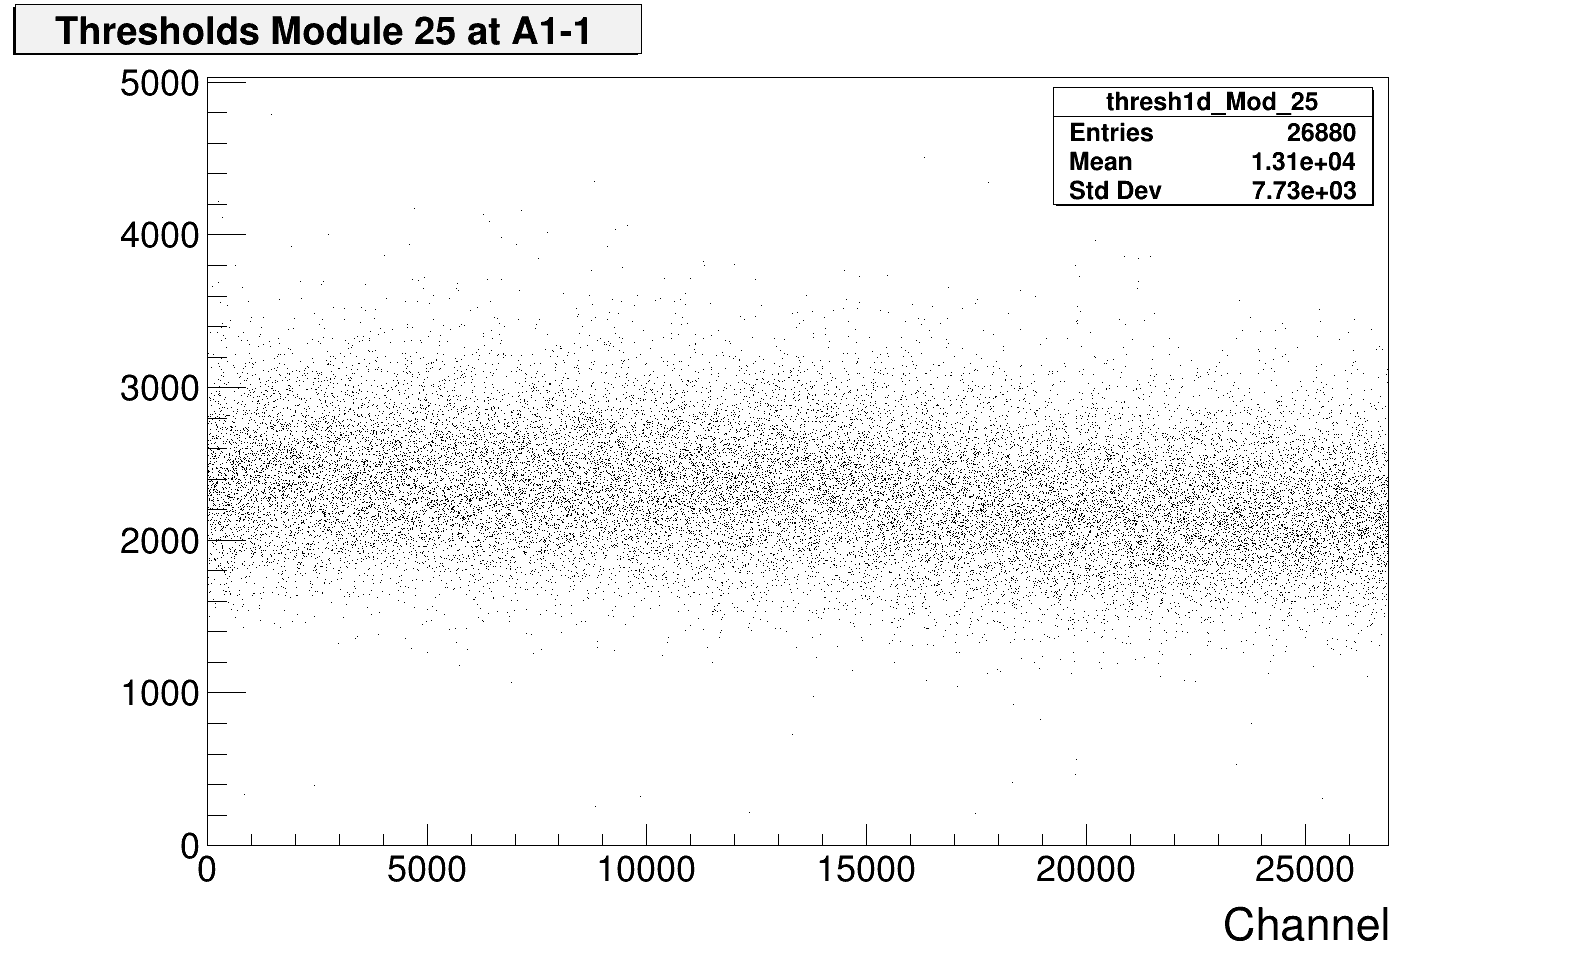 Thresholds Module 25 at A1-1
5000
4000
3000
2000
1000
0
thresh1d_Mod_25
Entries 26880
Mean 1.31e+04
Std Dev 7.73e+03
0 5000 10000 15000 20000 25000
Channel